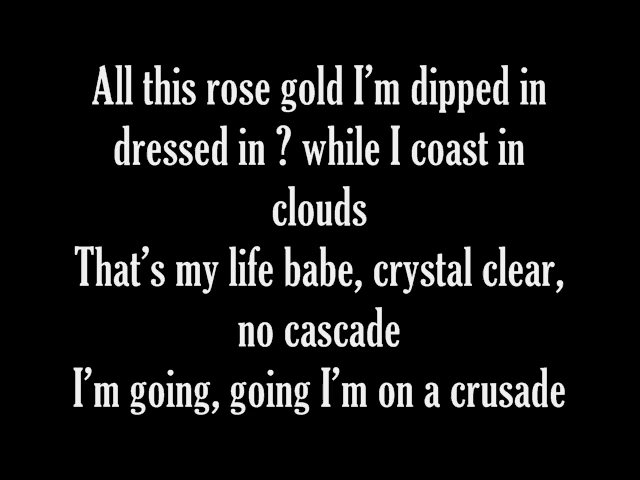 All this rose gold I’m dipped in
dressed in ? while I coast in
clouds
That’s my life babe, crystal clear,
no cascade
I’m going, going I’m on a crusade